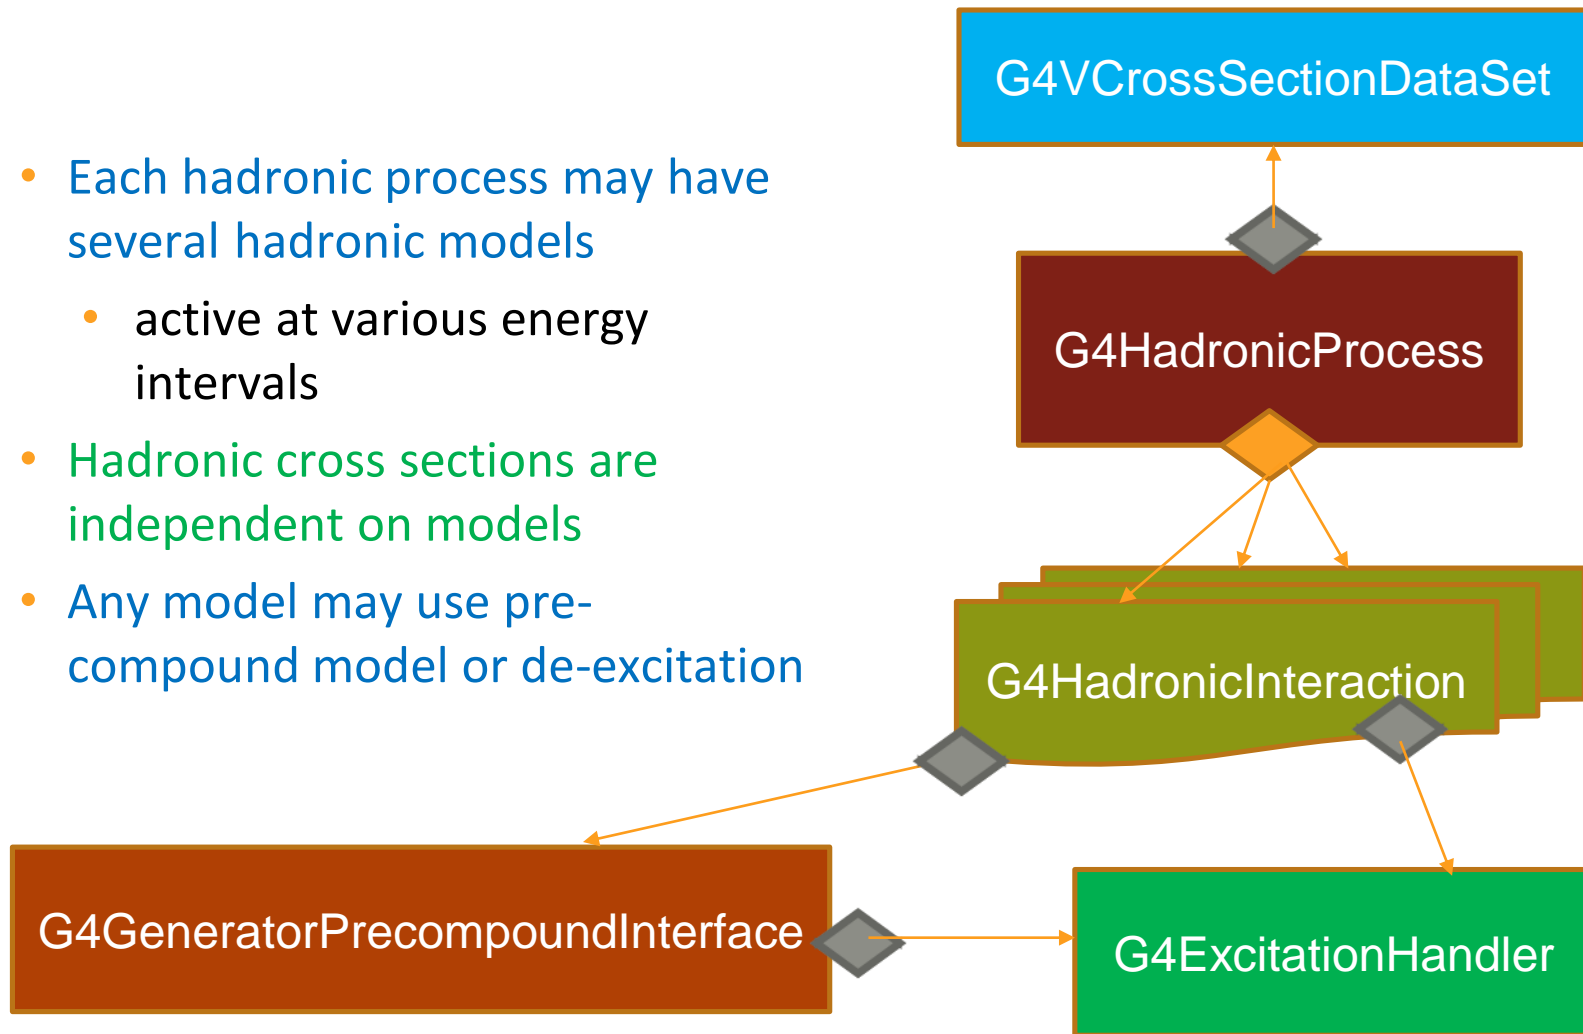 G4VCrossSectionDataSet
• Each hadronic process may have
several hadronic models
• active at various energy
intervals
• Hadronic cross sections are
independent on models
• Any model may use pre-
compound model or de-excitation
G4HadronicProcess
G4HadronicInteraction
G4GeneratorPrecompoundInterface
G4ExcitationHandler